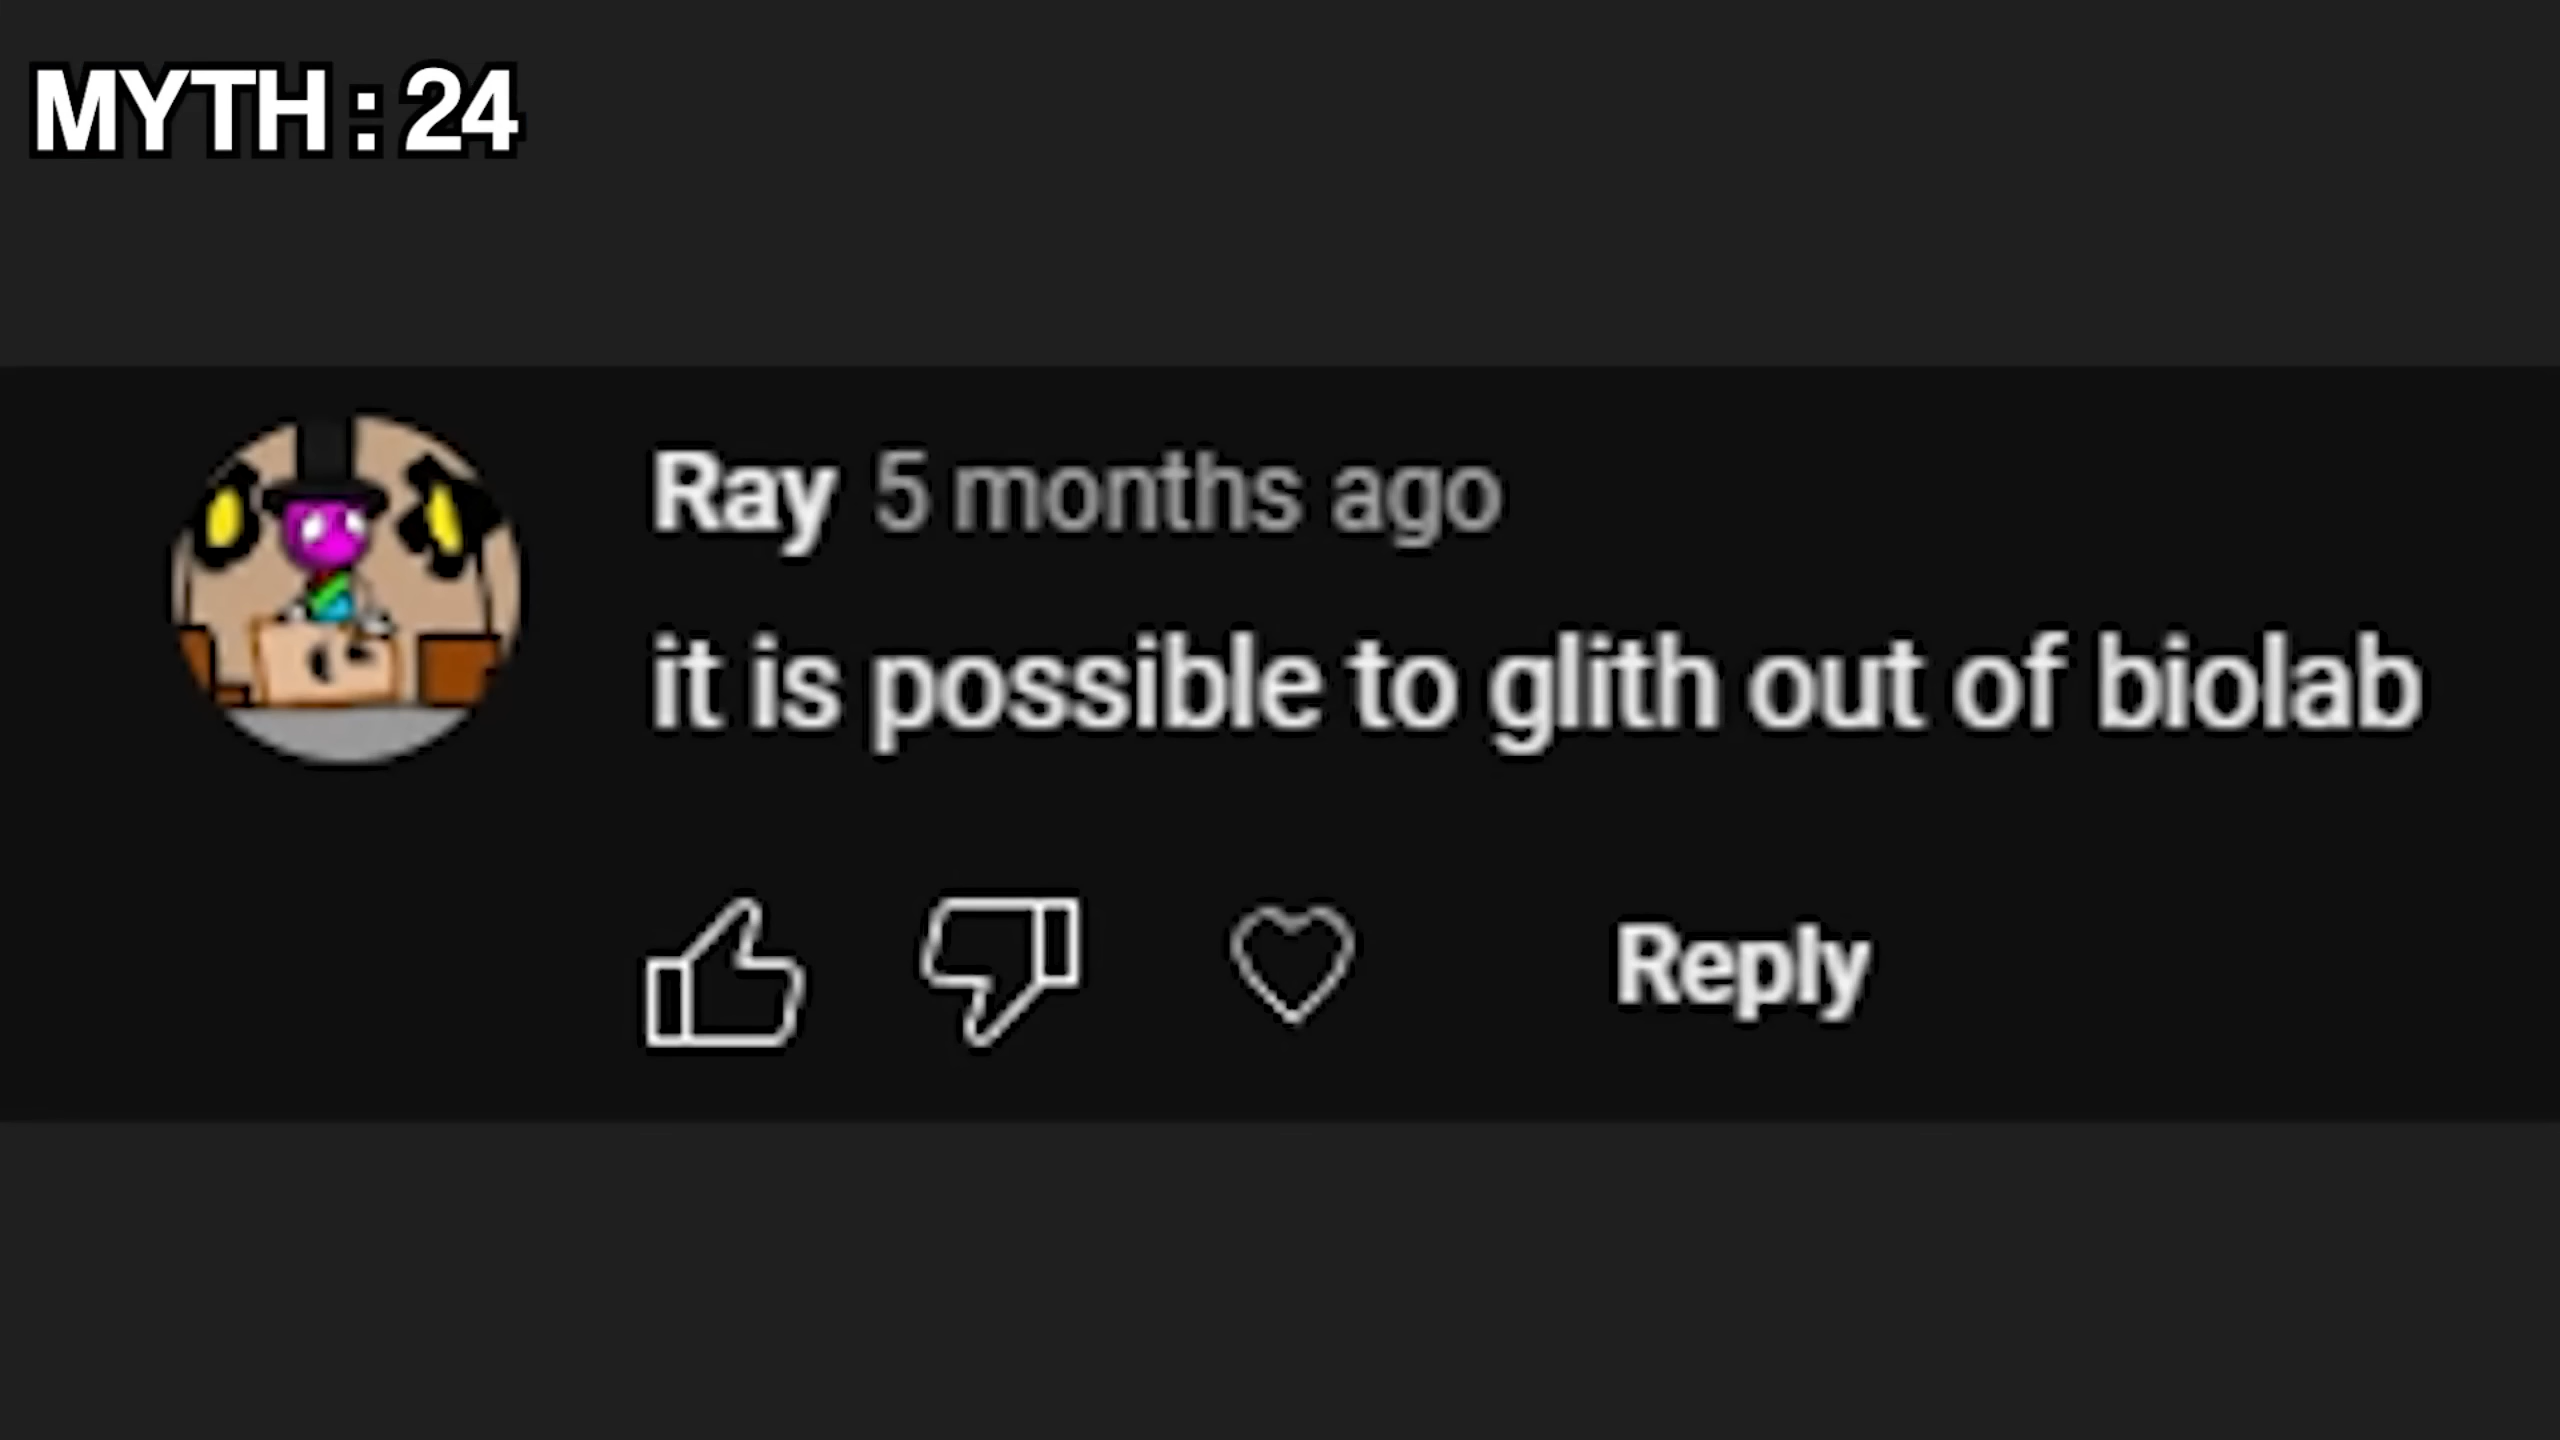 MYTH : 24
Ray 5 months ago
it is possible to glith out of biolab
Reply